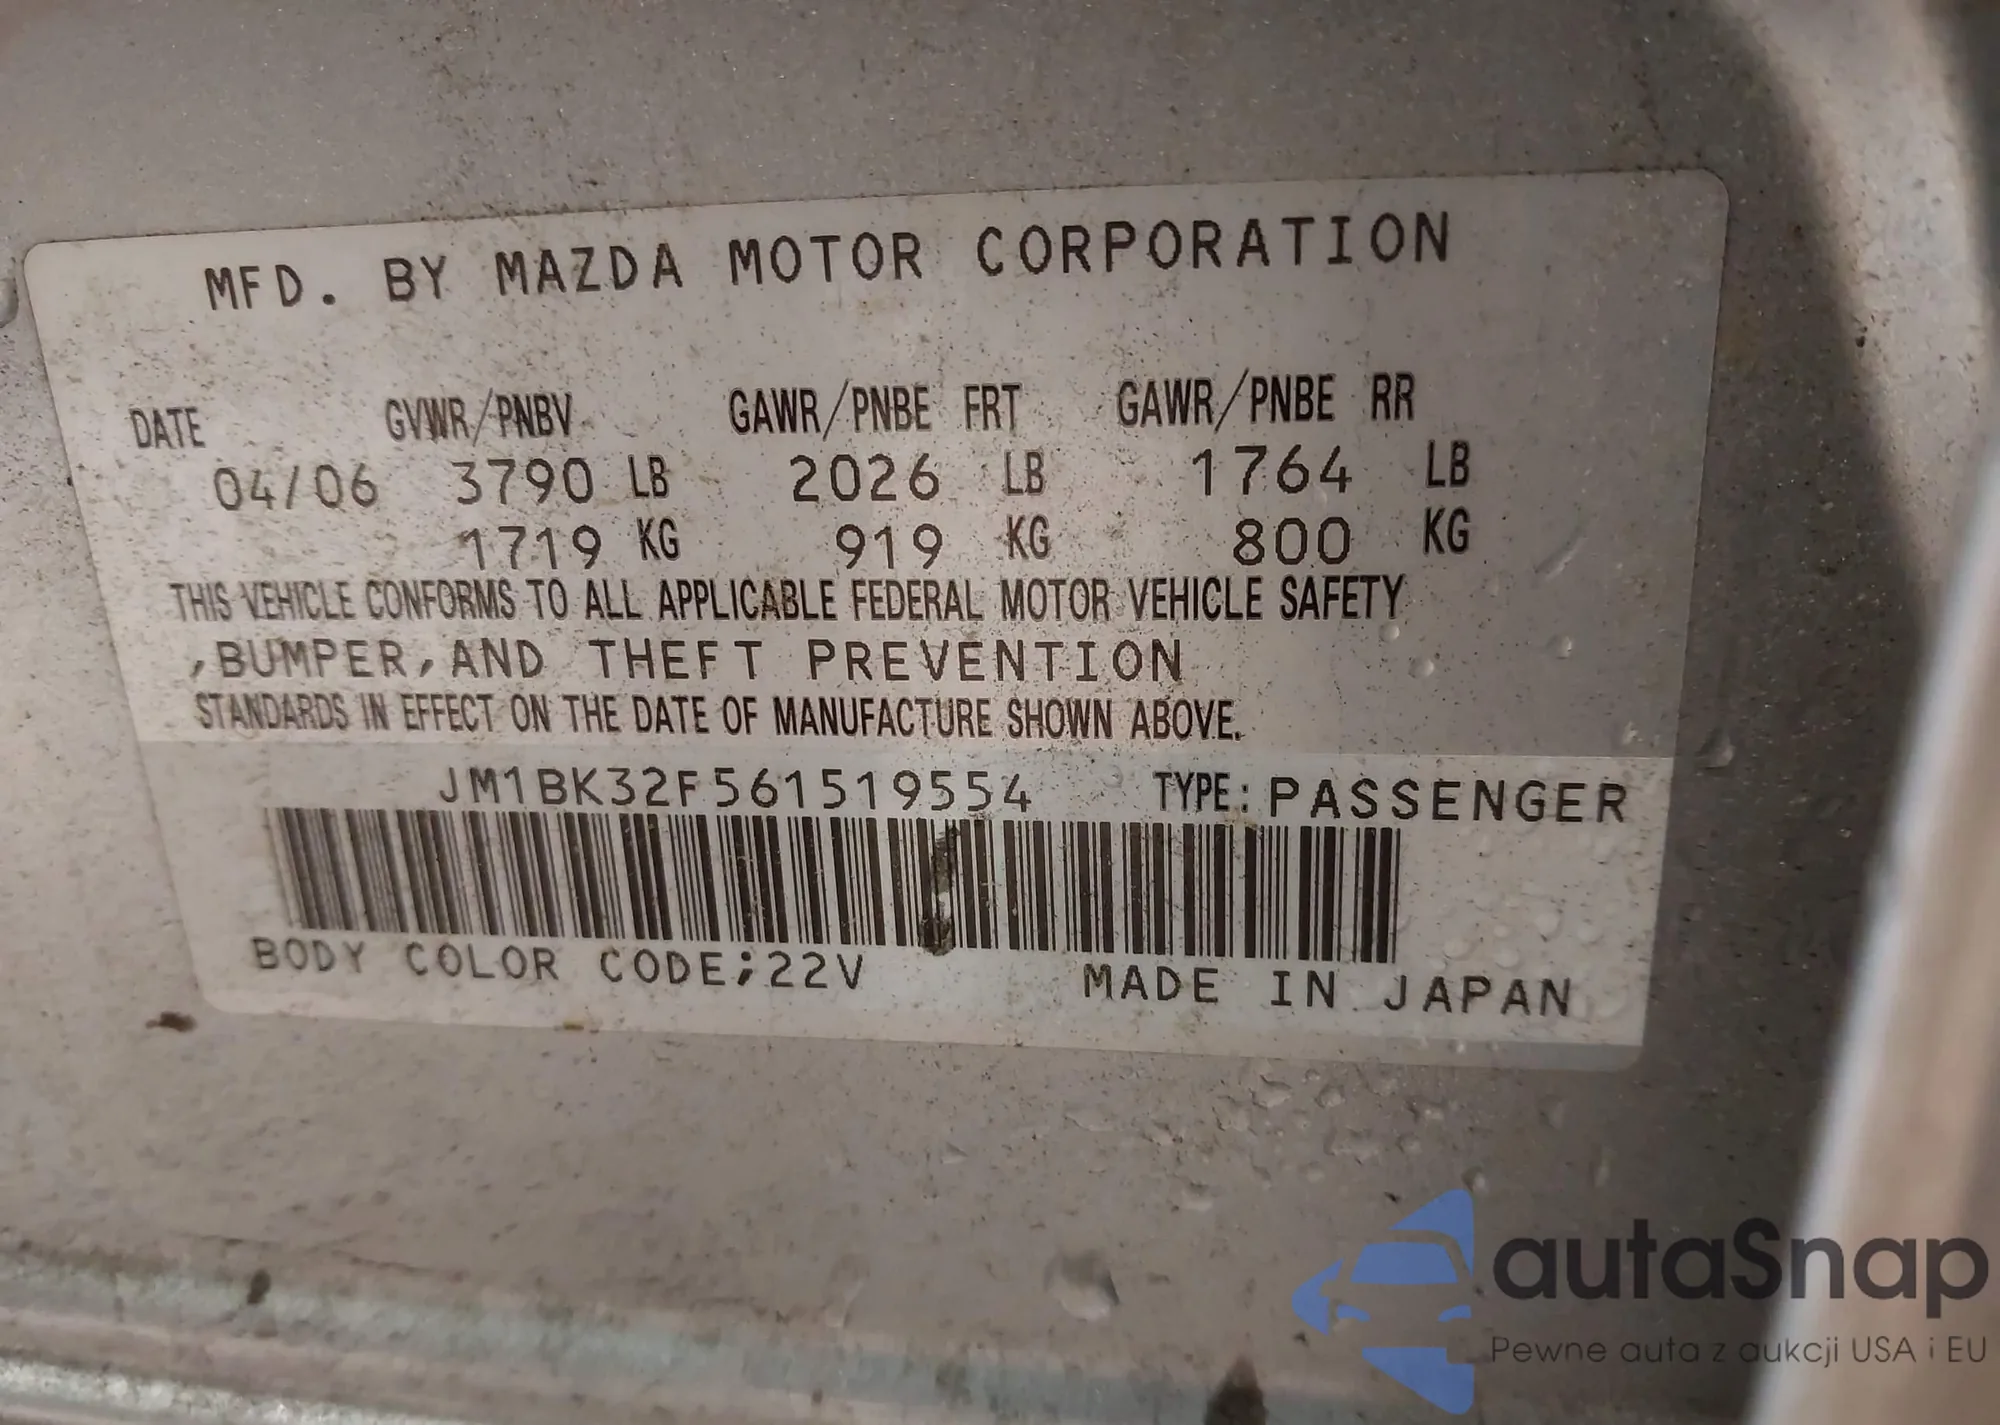 MFD. BY MAZDA MOTOR CORPORATION
DATE GVWR/PNBV GAWR/PNBE FRT GAWR/PNBE RR
04/06 3790 LB 2026 LB 1764 LB
1719 KG 919 KG 800 KG
THIS VEHICLE CONFORMS TO ALL APPLICABLE FEDERAL MOTOR VEHICLE SAFETY
,BUMPER,AND THEFT PREVENTION
STANDARDS IN EFFECT ON THE DATE OF MANUFACTURE SHOWN ABOVE.
JM1BK32F561519554 TYPE: PASSENGER
BODY COLOR CODE;22V MADE IN JAPAN
autaSnap
Pewne auta z aukcji USA i EU